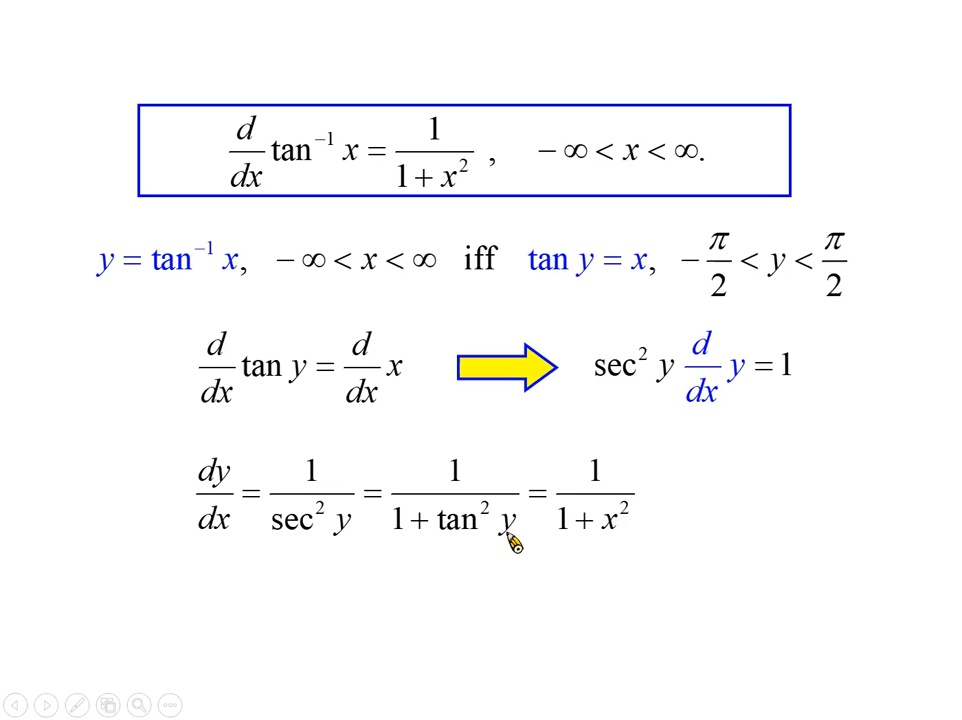 d/dx tan⁻¹ x = 1/(1 + x²) , − ∞ < x < ∞.
y = tan⁻¹ x, − ∞ < x < ∞ iff tan y = x, − π/2 < y < π/2
d/dx tan y = d/dx x sec² y d/dx y = 1
dy/dx = 1/(sec² y) = 1/(1 + tan² y) = 1/(1 + x²)